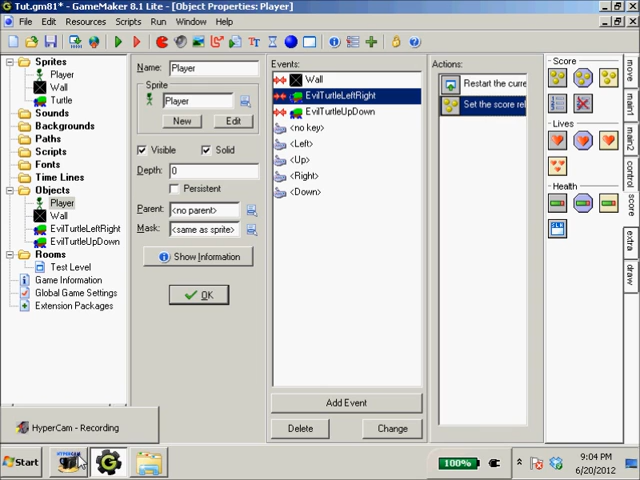 Tut.gm81* - GameMaker 8.1 Lite - [Object Properties: Player]
File Edit Resources Scripts Run Window Help
Sprites
Player
Wall
Turtle
Sounds
Backgrounds
Paths
Scripts
Fonts
Time Lines
Objects
Player
Wall
EvilTurtleLeftRight
EvilTurtleUpDown
Rooms
Test Level
Game Information
Global Game Settings
Extension Packages
Name: Player
Sprite
Player
New Edit
Visible Solid
Depth: 0
Persistent
Parent: <no parent>
Mask: <same as sprite>
Show Information
OK
Events:
Wall
EvilTurtleLeftRight
EvilTurtleUpDown
<no key>
<Left>
<Up>
<Right>
<Down>
Add Event
Delete Change
Actions:
Restart the curre
Set the score rel
Score
Lives
Health
move
main1
main2
control
score
extra
draw
HyperCam - Recording
Start
HYPERCAM
100%
9:04 PM
6/20/2012